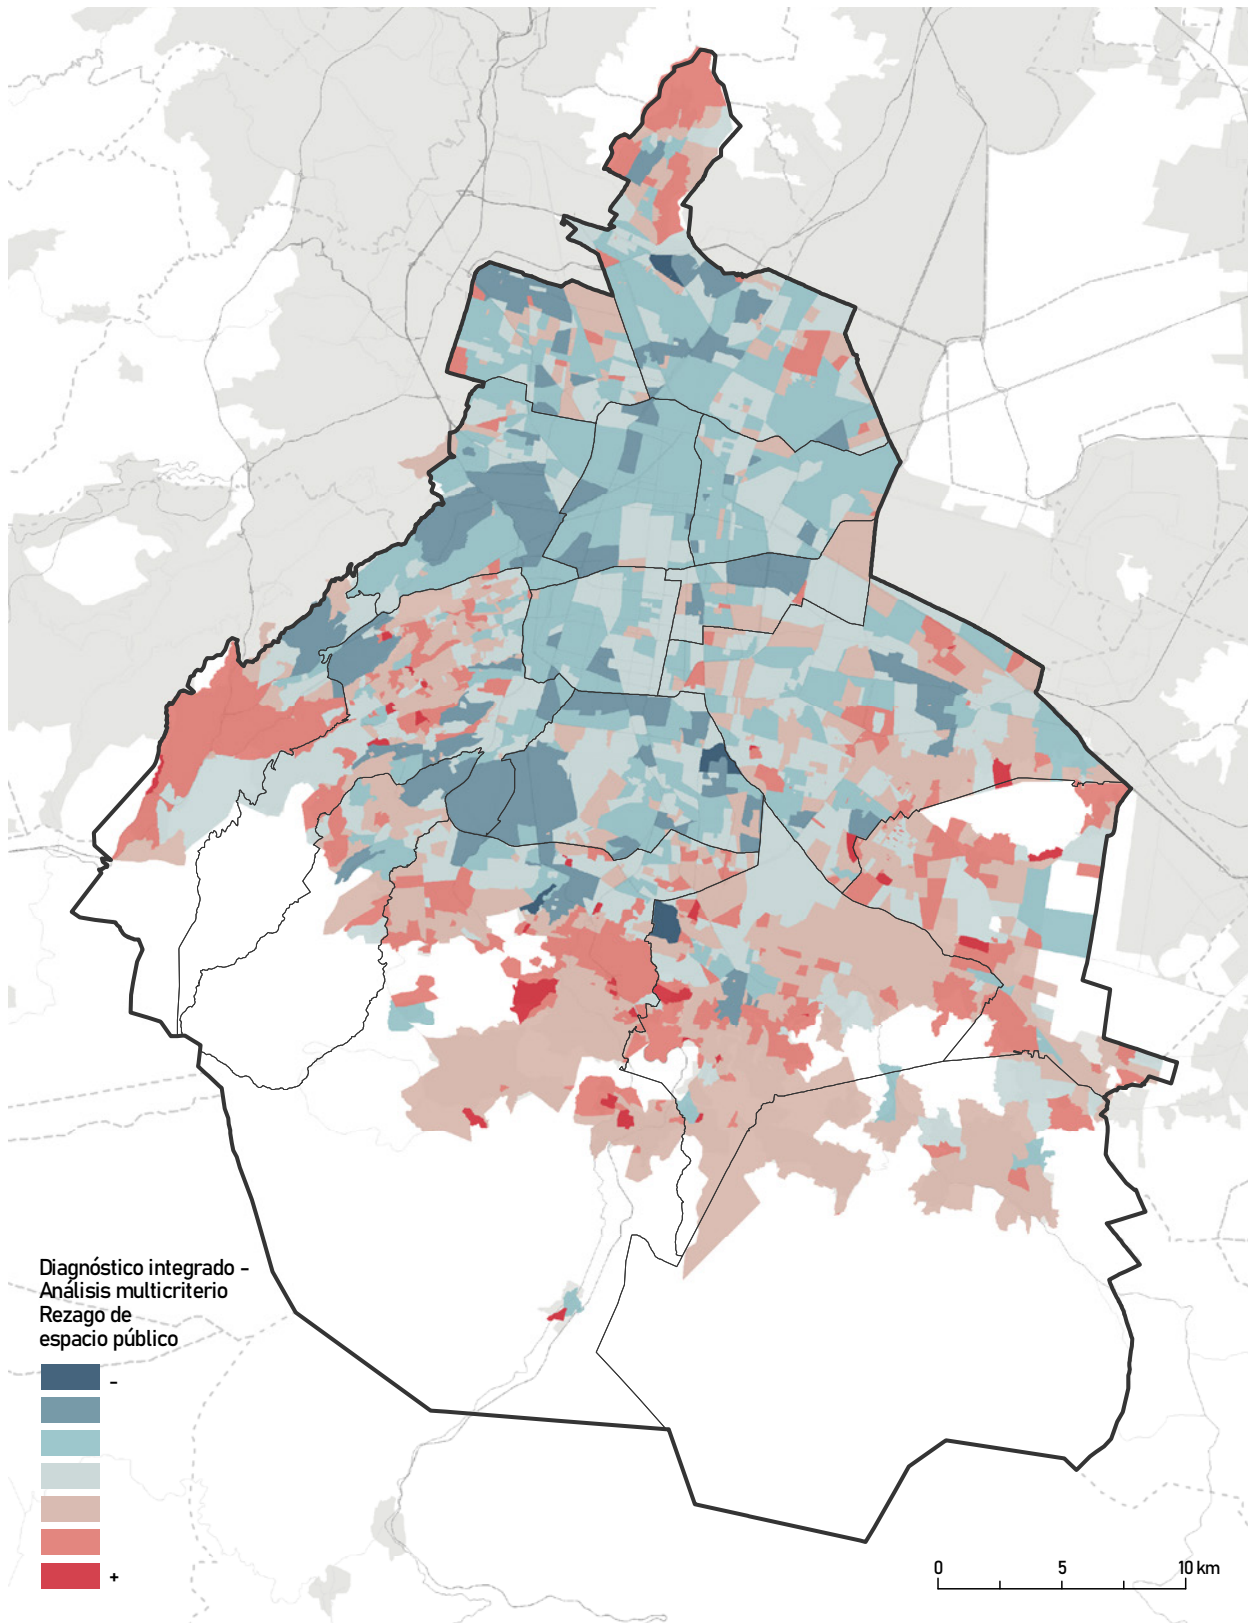 Diagnóstico integrado -
Análisis multicriterio
Rezago de
espacio público
-
+
0 5 10 km